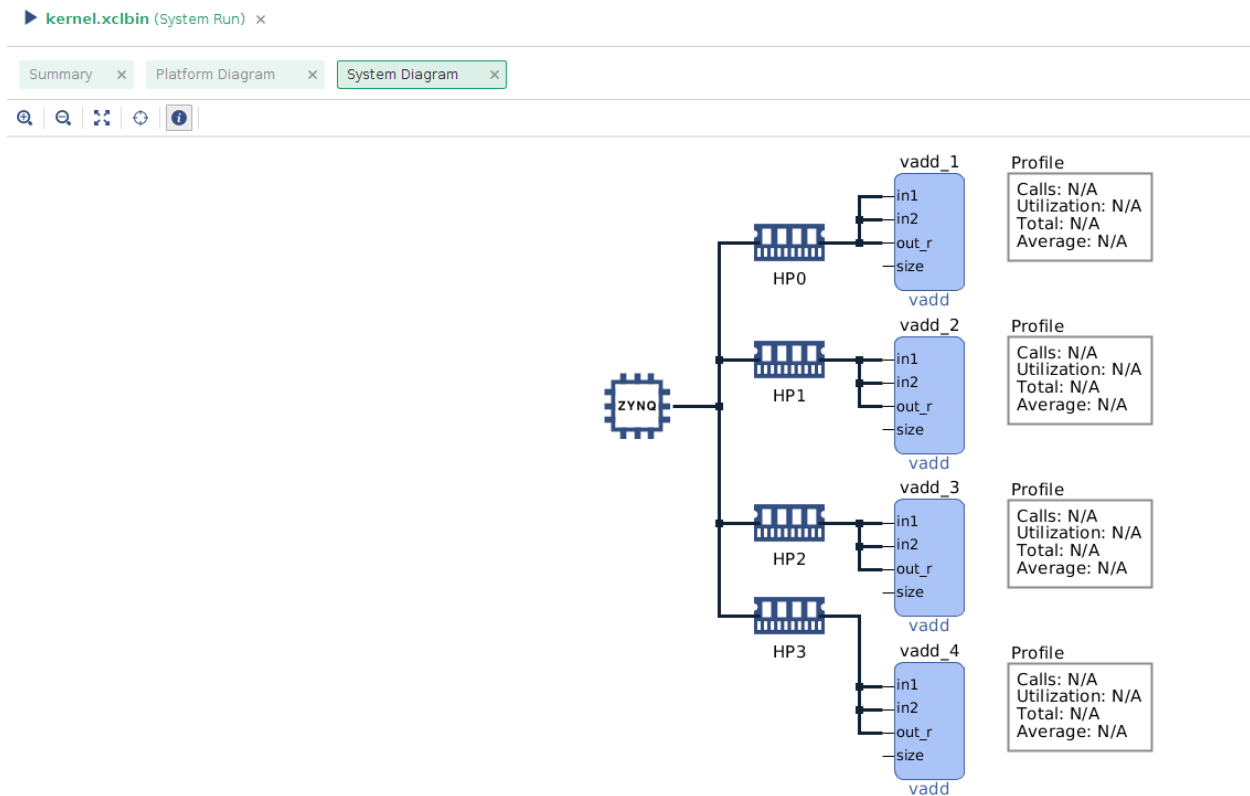 kernel.xclbin (System Run) ×
Summary × Platform Diagram × System Diagram ×
vadd_1
in1
in2
out_r
size
vadd
Profile
Calls: N/A
Utilization: N/A
Total: N/A
Average: N/A
HP0
vadd_2
in1
in2
out_r
size
vadd
Profile
Calls: N/A
Utilization: N/A
Total: N/A
Average: N/A
HP1
ZYNQ
vadd_3
in1
in2
out_r
size
vadd
Profile
Calls: N/A
Utilization: N/A
Total: N/A
Average: N/A
HP2
HP3
vadd_4
in1
in2
out_r
size
vadd
Profile
Calls: N/A
Utilization: N/A
Total: N/A
Average: N/A